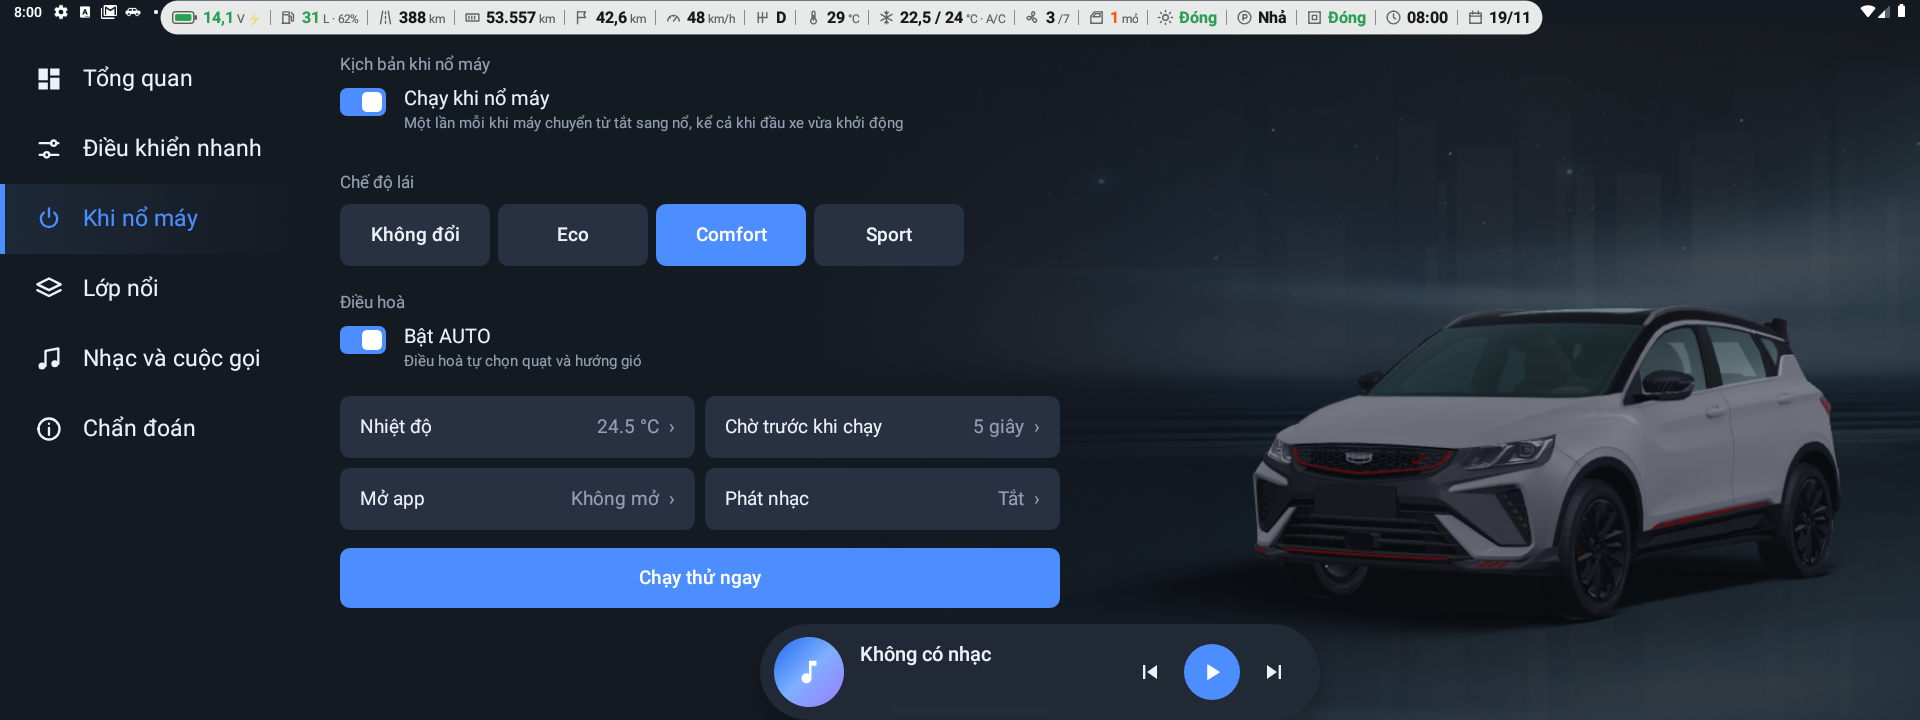 8:00
14,1 V
31 L · 62%
388 km
53.557 km
42,6 km
48 km/h
D
29 °C
22,5 / 24 °C · A/C
3 /7
1 mở
Đóng
Nhả
Đóng
08:00
19/11
Tổng quan
Điều khiển nhanh
Khi nổ máy
Lớp nổi
Nhạc và cuộc gọi
Chẩn đoán
Kịch bản khi nổ máy
Chạy khi nổ máy
Một lần mỗi khi máy chuyển từ tắt sang nổ, kể cả khi đầu xe vừa khởi động
Chế độ lái
Không đổi
Eco
Comfort
Sport
Điều hoà
Bật AUTO
Điều hoà tự chọn quạt và hướng gió
Nhiệt độ 24.5 °C ›
Chờ trước khi chạy 5 giây ›
Mở app Không mở ›
Phát nhạc Tắt ›
Chạy thử ngay
Không có nhạc